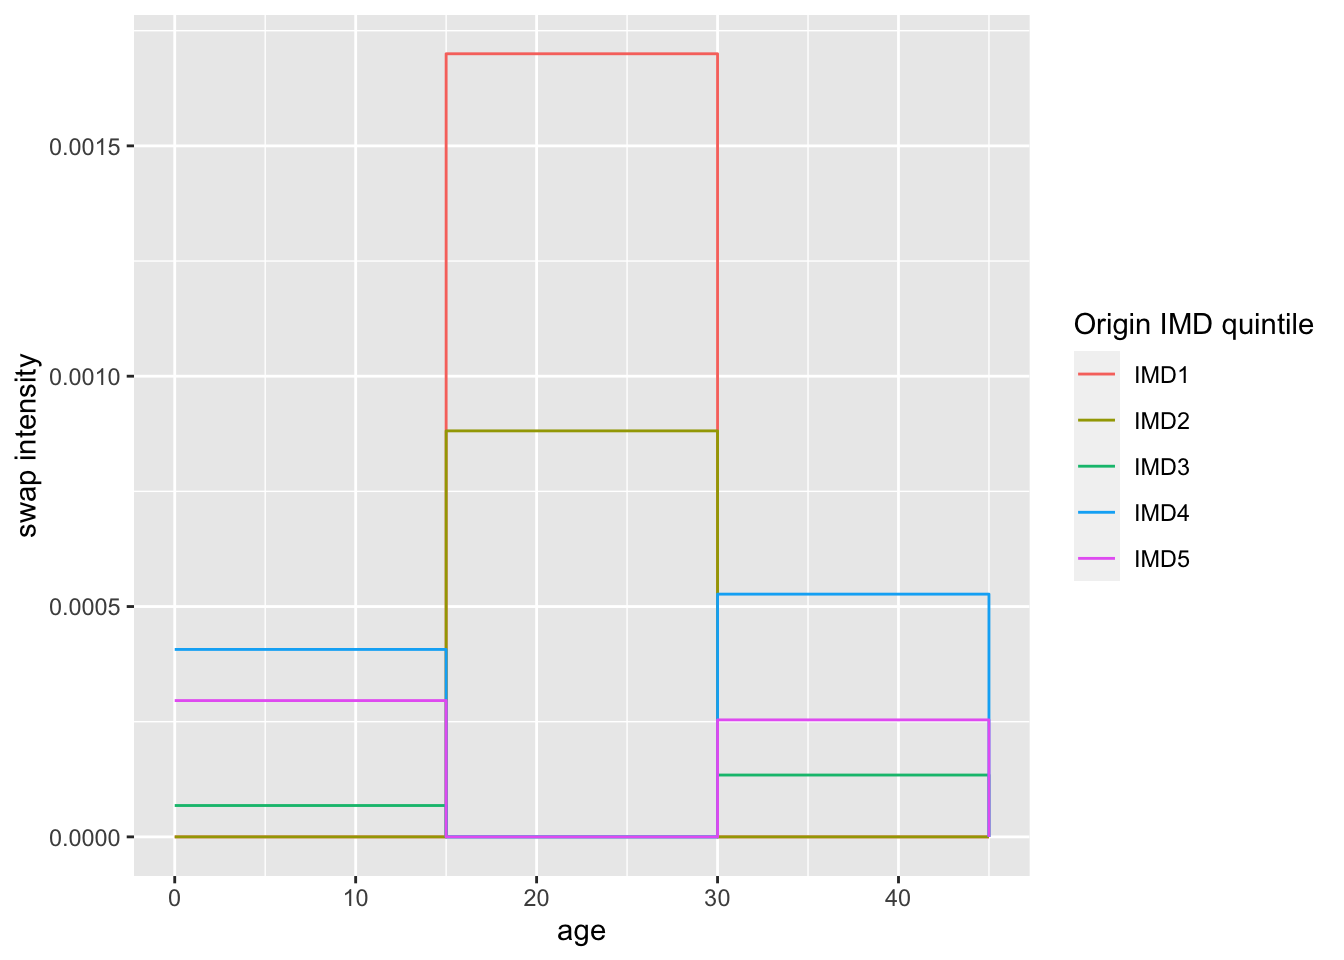 swap intensity
0.0015
0.0010
0.0005
0.0000
0 10 20 30 40
age
Origin IMD quintile
IMD1
IMD2
IMD3
IMD4
IMD5